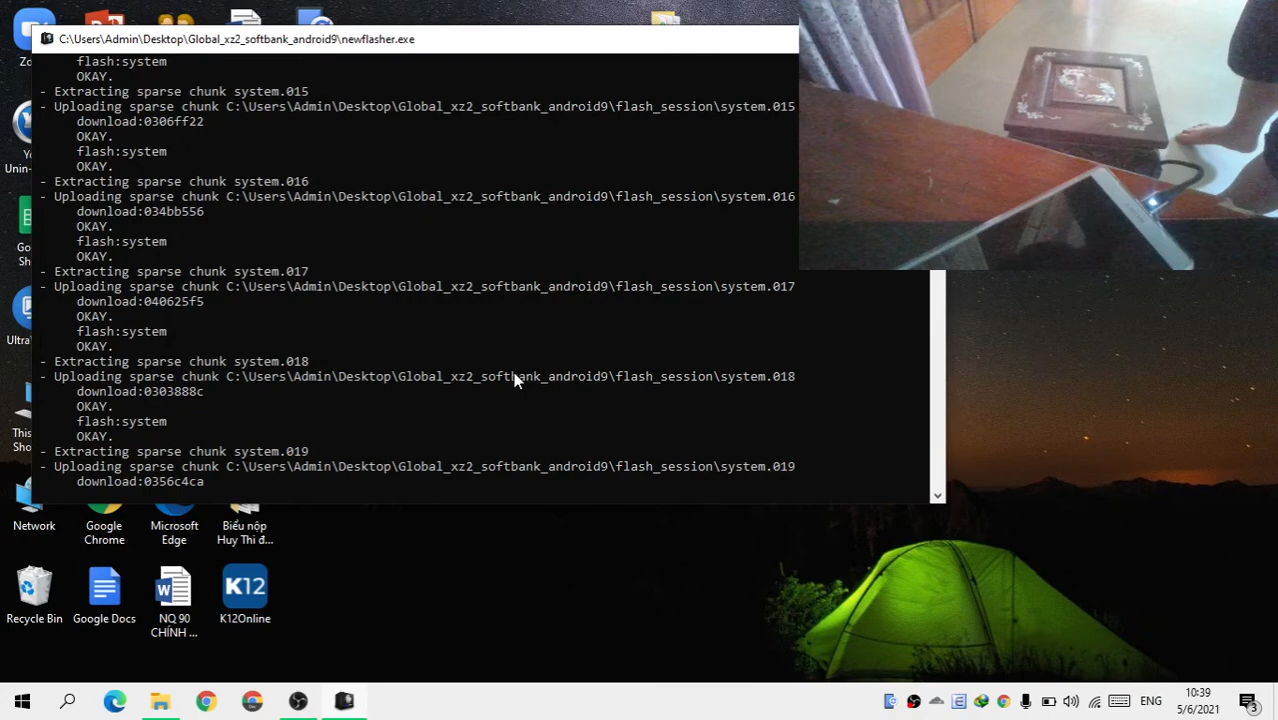 C:\Users\Admin\Desktop\Global_xz2_softbank_android9\newflasher.exe
flash:system
OKAY.
- Extracting sparse chunk system.015
- Uploading sparse chunk C:\Users\Admin\Desktop\Global_xz2_softbank_android9\flash_session\system.015
download:0306ff22
OKAY.
flash:system
OKAY.
- Extracting sparse chunk system.016
- Uploading sparse chunk C:\Users\Admin\Desktop\Global_xz2_softbank_android9\flash_session\system.016
download:034bb556
OKAY.
flash:system
OKAY.
- Extracting sparse chunk system.017
- Uploading sparse chunk C:\Users\Admin\Desktop\Global_xz2_softbank_android9\flash_session\system.017
download:040625f5
OKAY.
flash:system
OKAY.
- Extracting sparse chunk system.018
- Uploading sparse chunk C:\Users\Admin\Desktop\Global_xz2_softbank_android9\flash_session\system.018
download:0303888c
OKAY.
flash:system
OKAY.
- Extracting sparse chunk system.019
- Uploading sparse chunk C:\Users\Admin\Desktop\Global_xz2_softbank_android9\flash_session\system.019
download:0356c4ca
Network
Google
Chrome
Microsoft
Edge
Biểu nộp
Huy Thi đ...
K12
Recycle Bin
Google Docs
NQ 90
CHÍNH ...
K12Online
ENG
10:39
5/6/2021
3